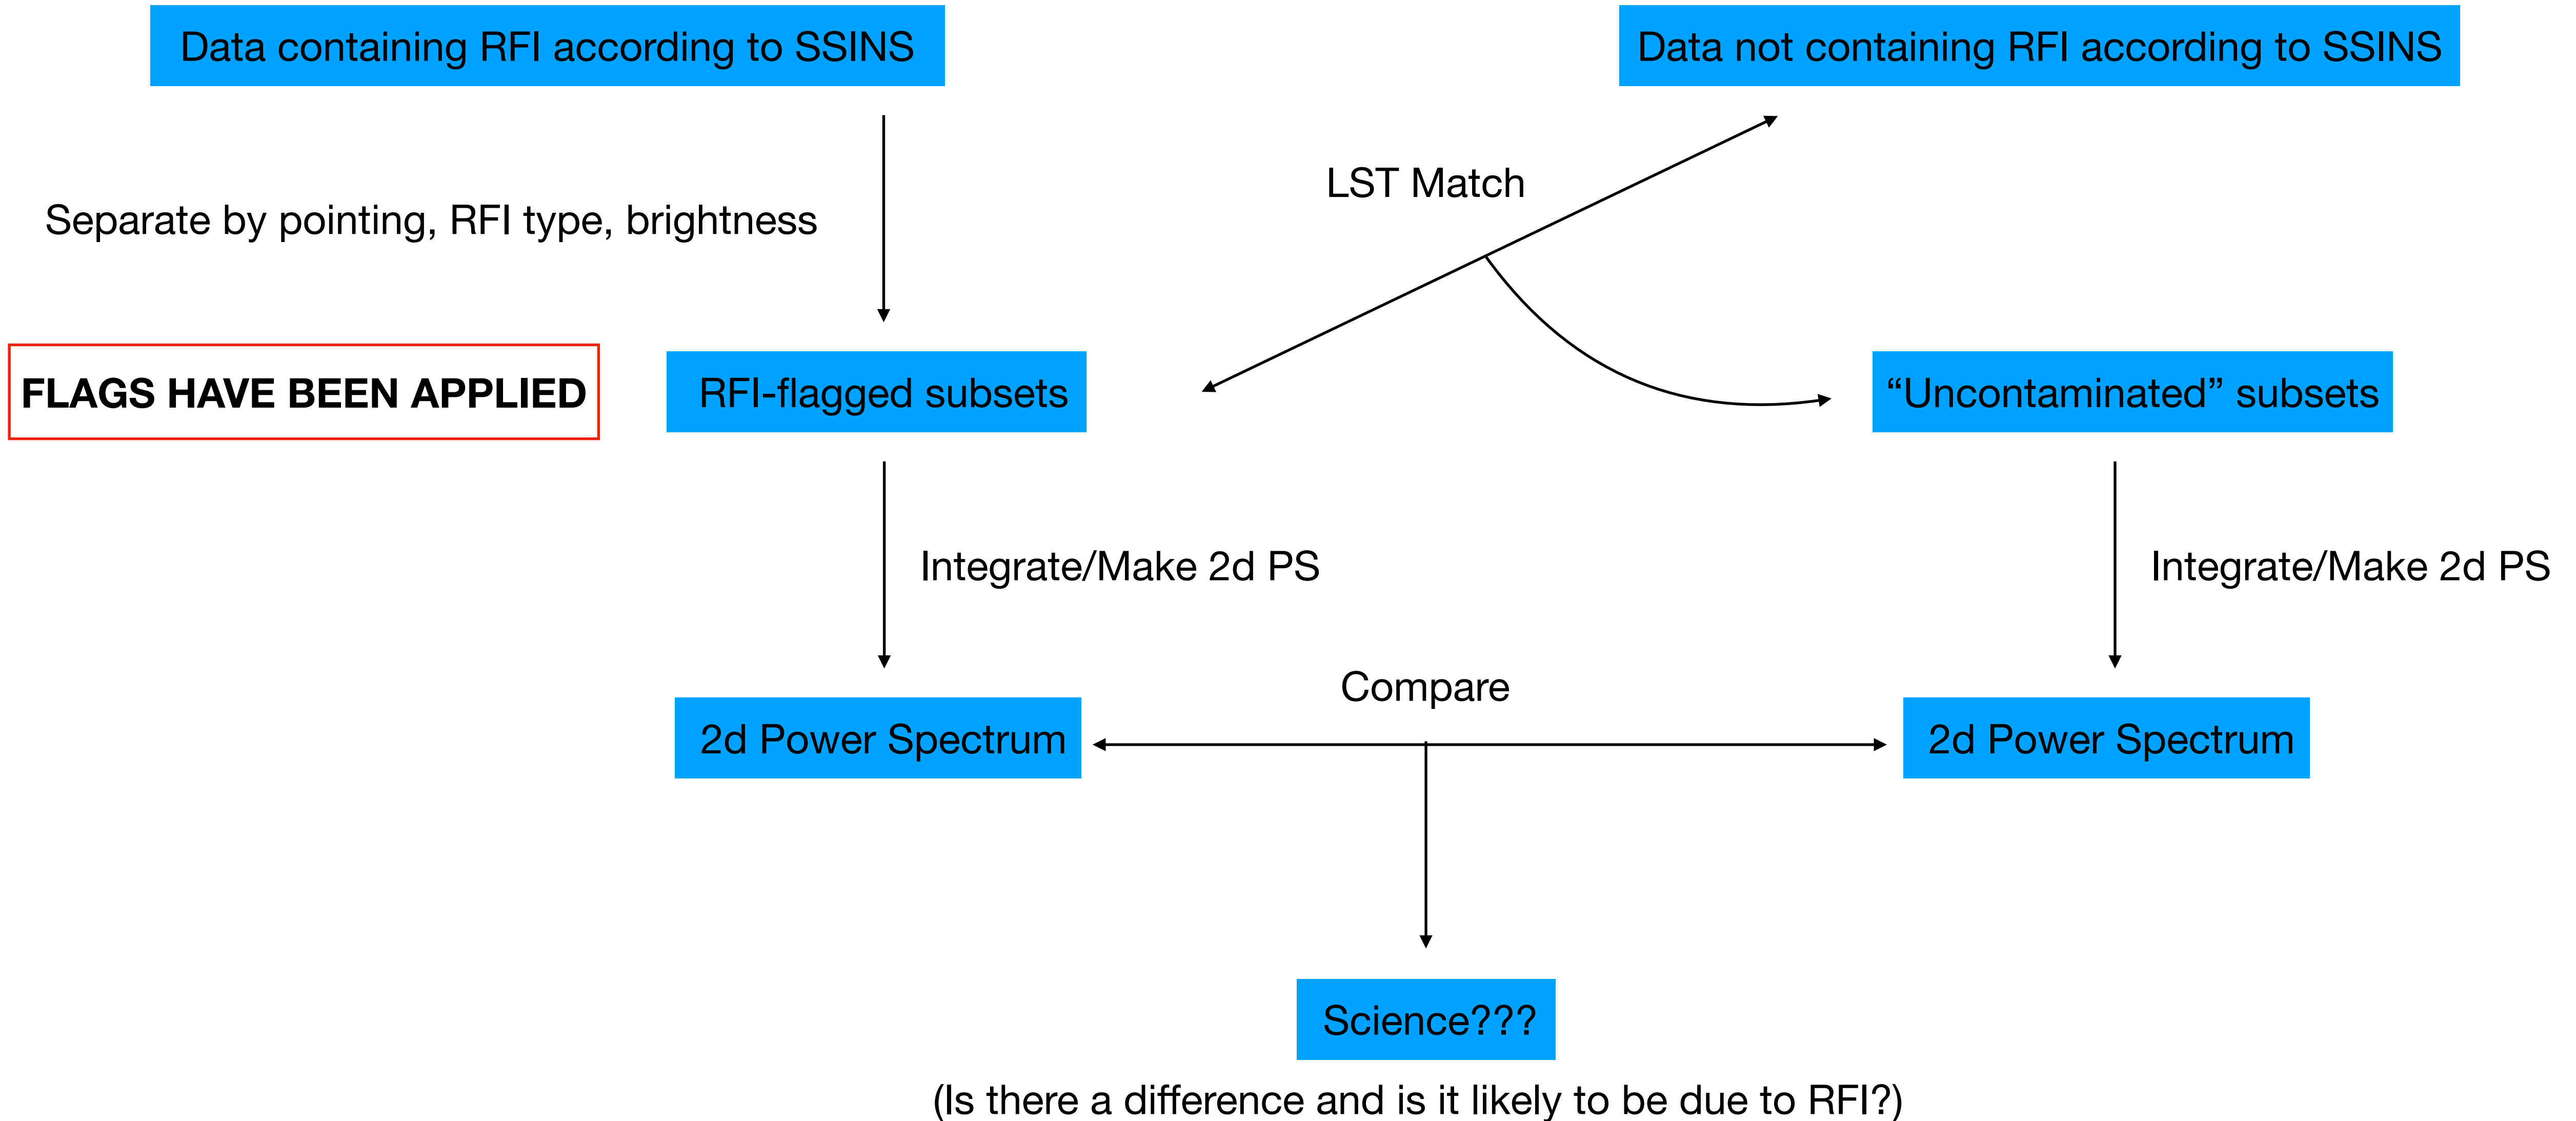 Data containing RFI according to SSINS
Data not containing RFI according to SSINS
LST Match
Separate by pointing, RFI type, brightness
FLAGS HAVE BEEN APPLIED
RFI-flagged subsets
“Uncontaminated” subsets
Integrate/Make 2d PS
Integrate/Make 2d PS
Compare
2d Power Spectrum
2d Power Spectrum
Science???
(Is there a difference and is it likely to be due to RFI?)